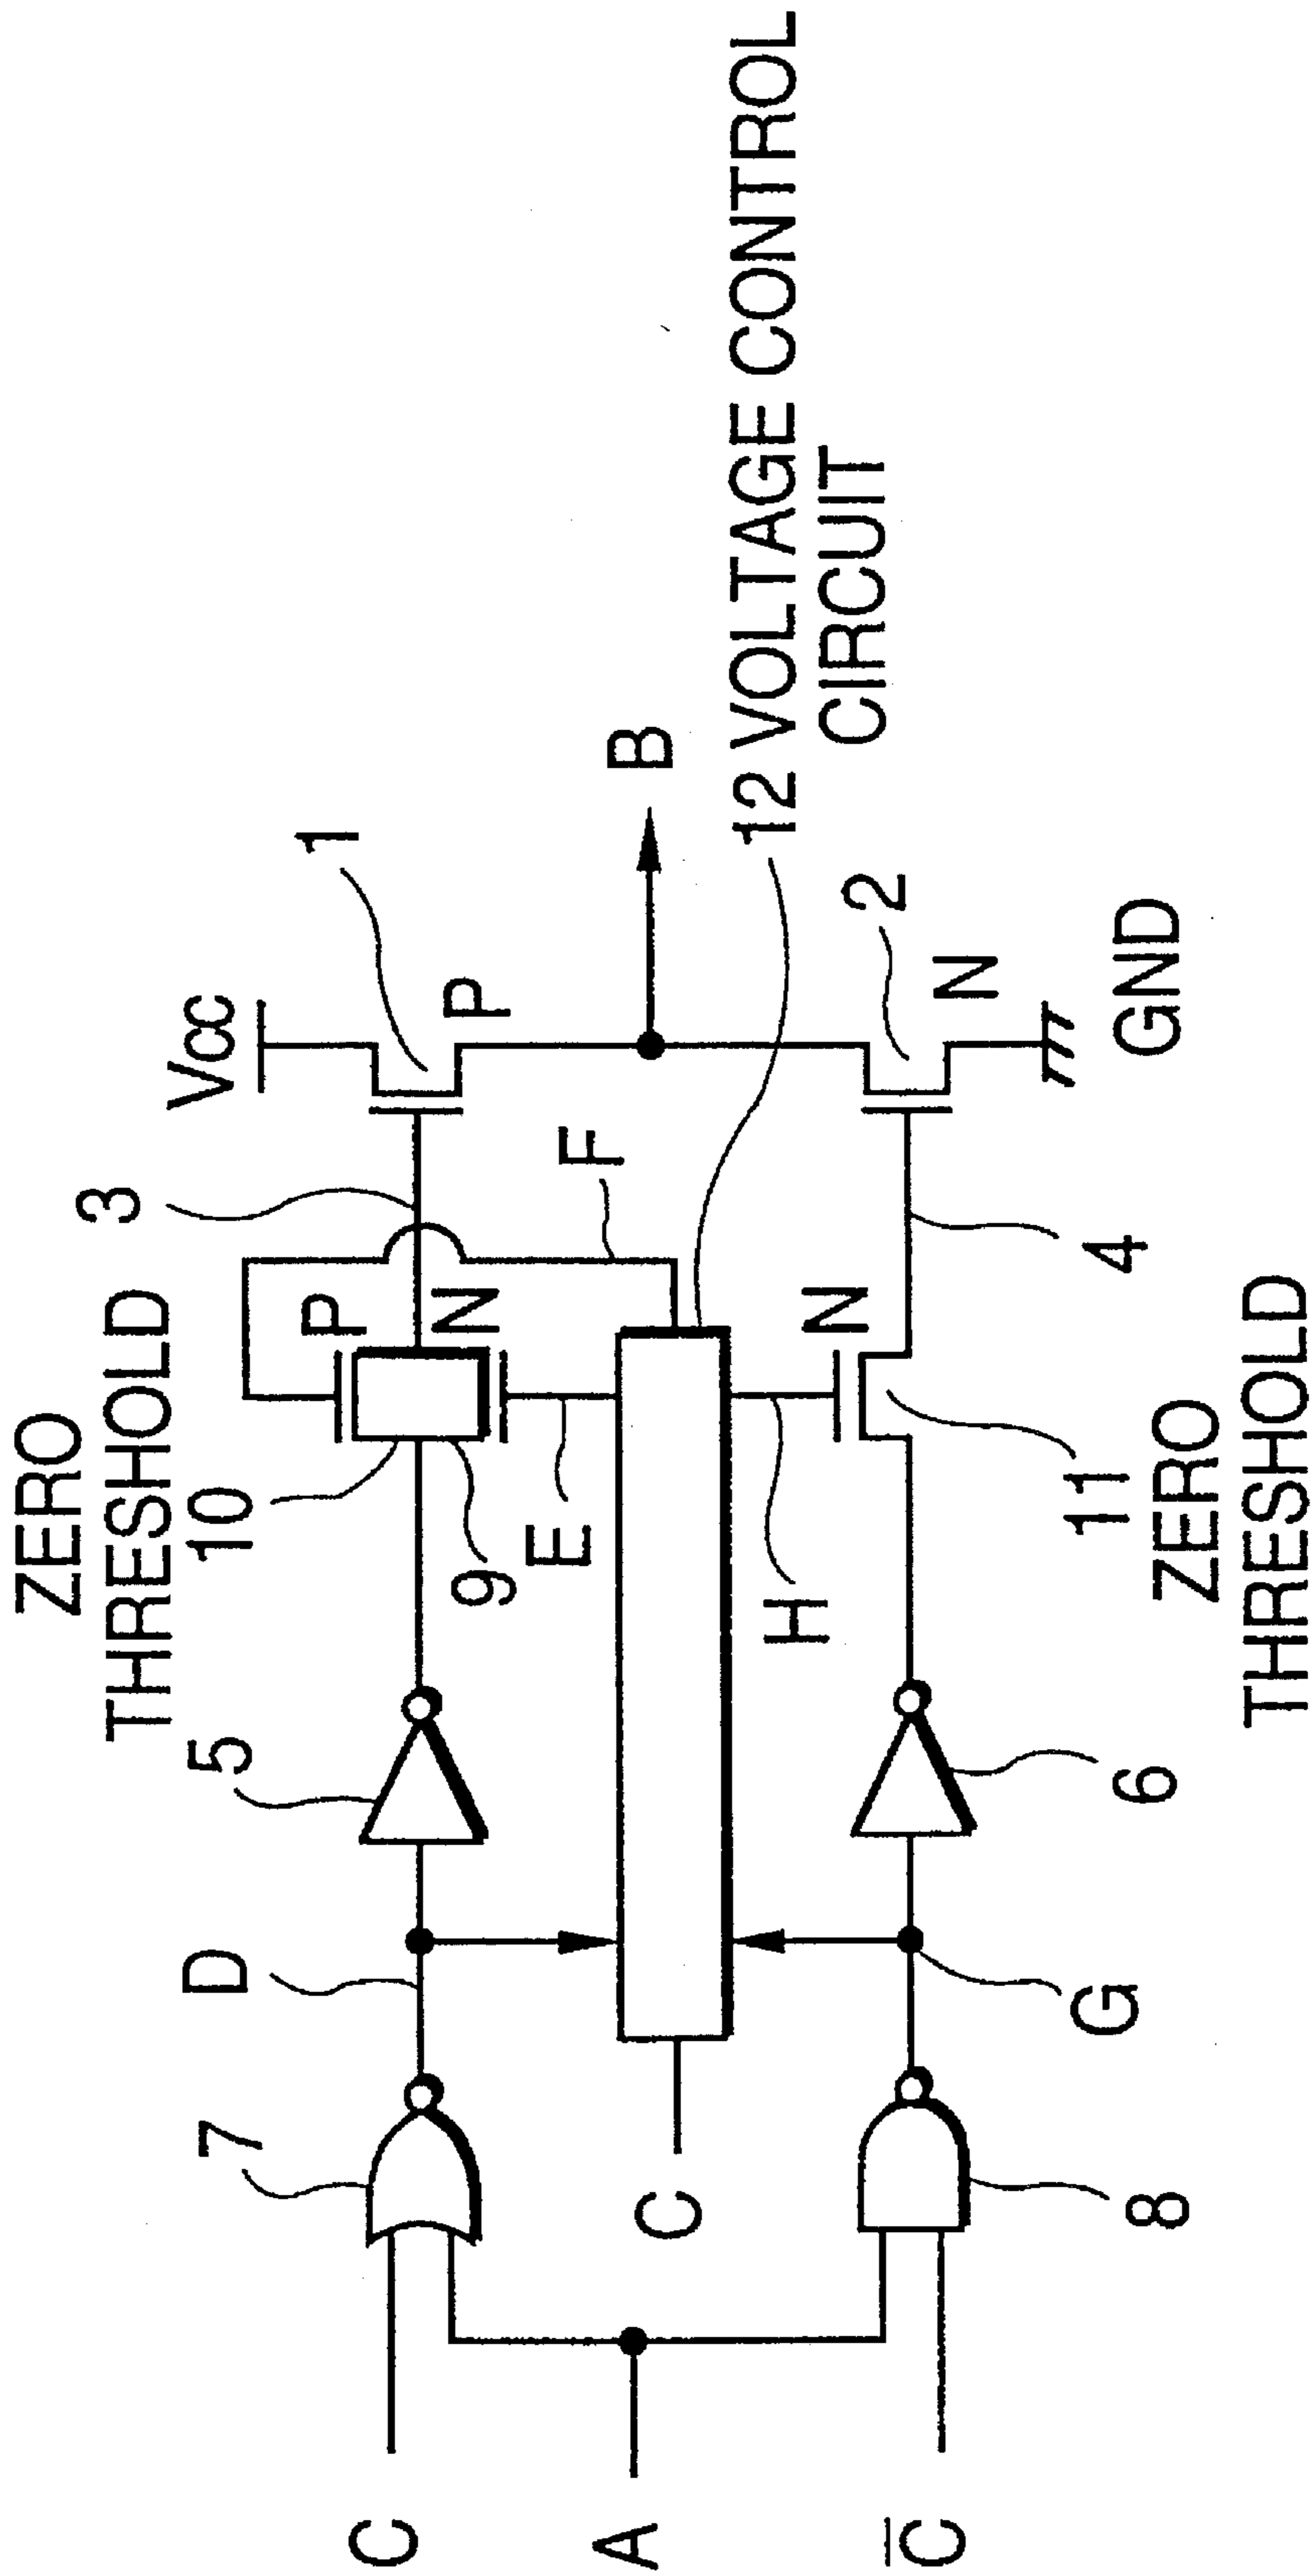 ZERO
THRESHOLD
10
P
N
9
E
F
3
Vcc
1
P
B
5
D
7
C
A
C̅
C
12 VOLTAGE CONTROL
CIRCUIT
2
N
GND
H
N
4
11
ZERO
THRESHOLD
6
G
8